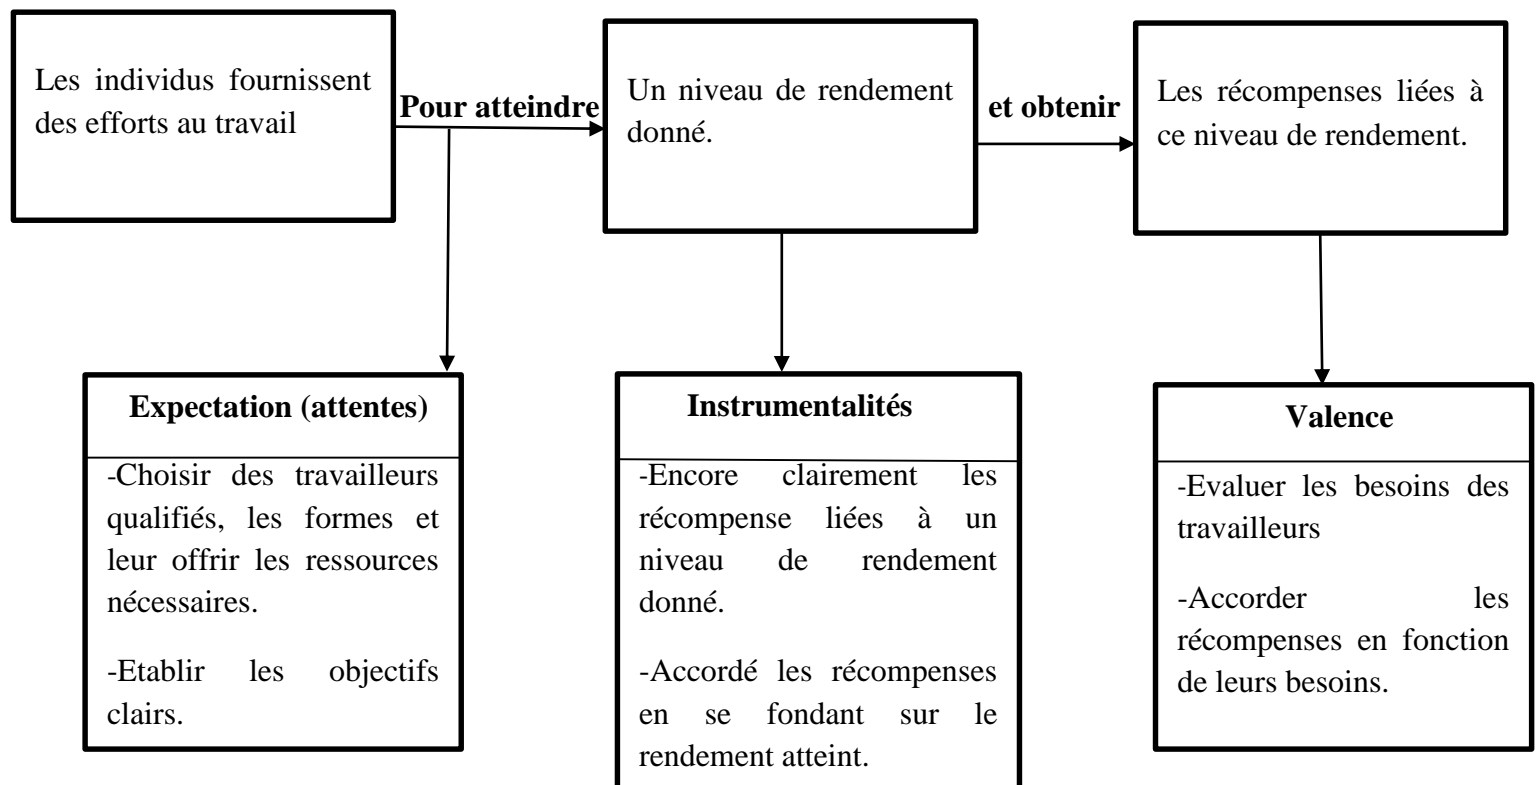 Les individus fournissent
des efforts au travail
Pour atteindre
Un niveau de rendement
donné.
et obtenir
Les récompenses liées à
ce niveau de rendement.
Expectation (attentes)
-Choisir des travailleurs
qualifiés, les formes et
leur offrir les ressources
nécessaires.
-Etablir les objectifs
clairs.
Instrumentalités
-Encore clairement les
récompense liées à un
niveau de rendement
donné.
-Accordé les récompenses
en se fondant sur le
rendement atteint.
Valence
-Evaluer les besoins des
travailleurs
-Accorder les
récompenses en fonction
de leurs besoins.